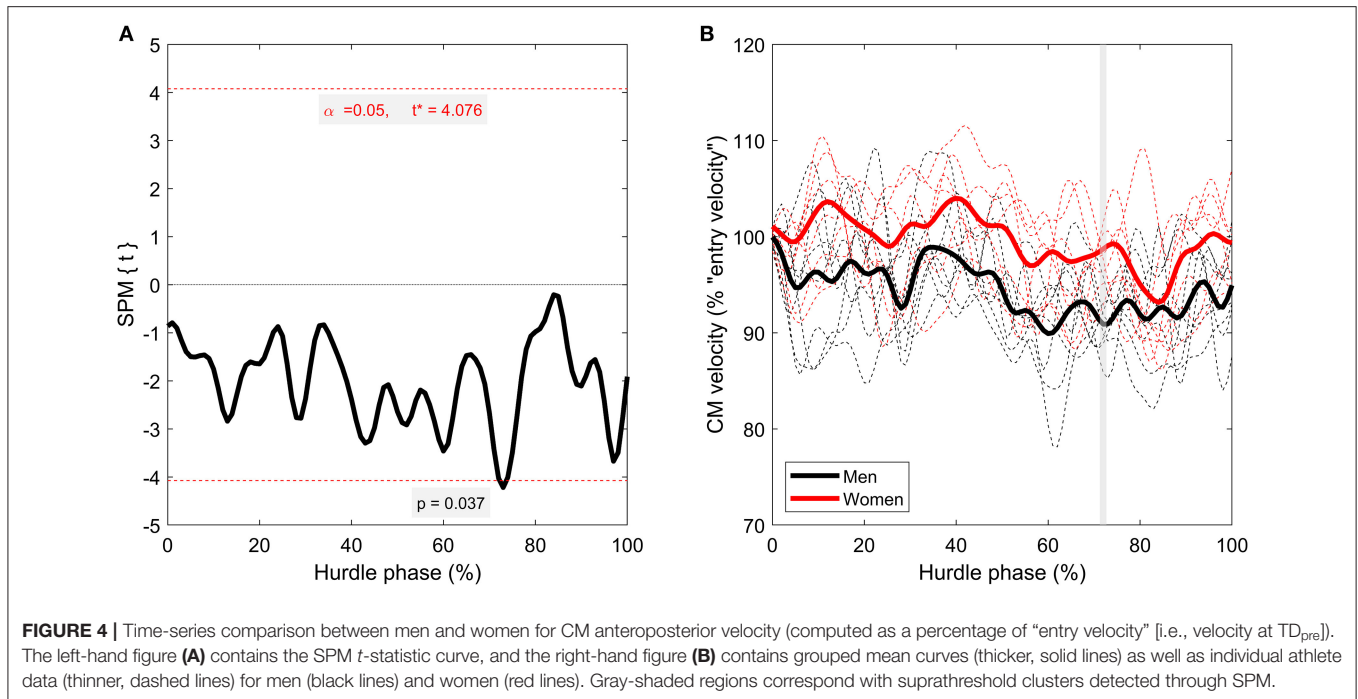 A
5
4
3
2
1
0
-1
-2
-3
-4
-5
SPM { t }
α =0.05, t* = 4.076
p = 0.037
0 20 40 60 80 100
Hurdle phase (%)
B
120
110
100
90
80
70
CM velocity (% "entry velocity")
Men
Women
0 20 40 60 80 100
Hurdle phase (%)
FIGURE 4 | Time-series comparison between men and women for CM anteroposterior velocity (computed as a percentage of “entry velocity” [i.e., velocity at TDpre]).
The left-hand figure (A) contains the SPM t-statistic curve, and the right-hand figure (B) contains grouped mean curves (thicker, solid lines) as well as individual athlete
data (thinner, dashed lines) for men (black lines) and women (red lines). Gray-shaded regions correspond with suprathreshold clusters detected through SPM.